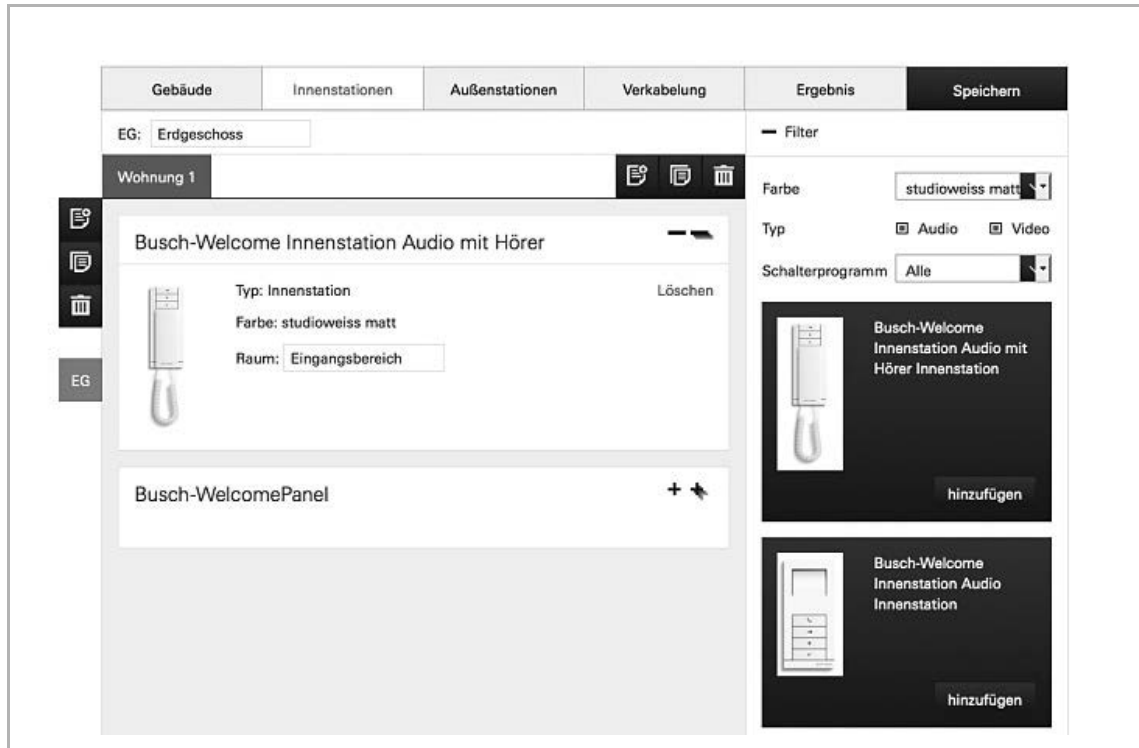 Gebäude
Innenstationen
Außenstationen
Verkabelung
Ergebnis
Speichern
EG: Erdgeschoss
Filter
Wohnung 1
Farbe studioweiss matt
Typ Audio Video
Schalterprogramm Alle
EG
Busch-Welcome Innenstation Audio mit Hörer
Typ: Innenstation
Löschen
Farbe: studioweiss matt
Raum: Eingangsbereich
Busch-WelcomePanel
Busch-Welcome
Innenstation Audio mit
Hörer Innenstation
hinzufügen
Busch-Welcome
Innenstation Audio
Innenstation
hinzufügen